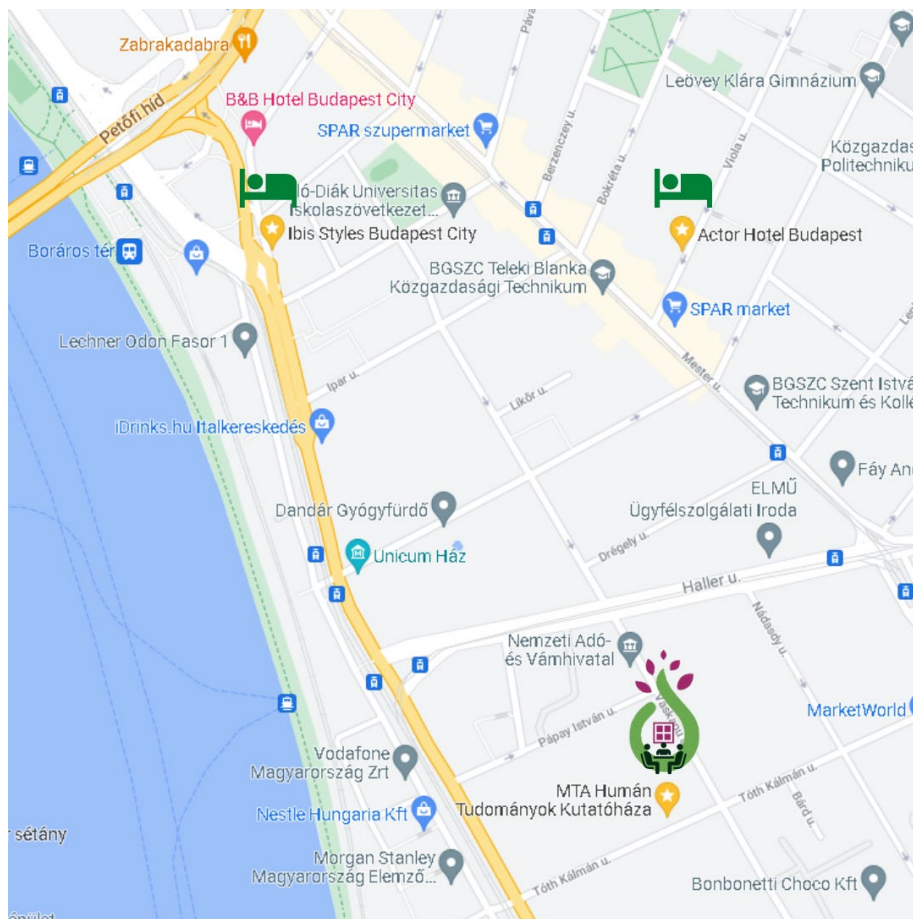 Zabrakadabra
Petőfi híd
B&B Hotel Budapest City
SPAR szupermarket
Leövey Klára Gimnázium
Berzenczey u.
Bokréta u.
Viola u.
Közgazdas
Politechniku
ló-Diák Universitas
Iskolaszövetkezet...
Ibis Styles Budapest City
Actor Hotel Budapest
Boráros tér
BGSZC Teleki Blanka
Közgazdasági Technikum
SPAR market
Lechner Ödön Fasor 1
Mester u.
Ipar u.
Likőr u.
BGSZC Szent Istvá
Technikum és Kolle
iDrinks.hu Italkereskedés
Fáy And
ELMŰ
Ügyfélszolgálati Iroda
Dandár Gyógyfürdő
Drégely u.
Unicum Ház
Haller u.
Nádasdy u.
Nemzeti Adó-
és Vámhivatal
Vaskapu u.
MarketWorld
Pápay István u.
Vodafone
Magyarország Zrt
MTA Humán
Tudományok Kutatóháza
Tóth Kálmán u.
Nestle Hungaria Kft
Bárd u.
r sétány
Morgan Stanley
Magyarország Elemző...
Tóth Kálmán u.
Bonbonetti Choco Kft